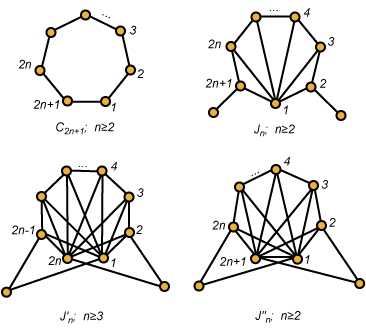 ...
3
2n
2
2n+1
1
C2n+1; n≥2
...
4
2n
3
2n+1
2
1
Jn; n≥2
...
4
3
2n-1
2
2n
1
J'n; n≥3
4
...
3
2n
2
2n+1
1
J"n; n≥2